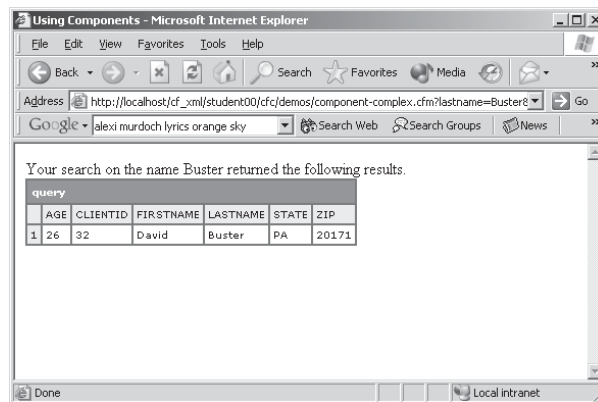 Using Components - Microsoft Internet Explorer
File Edit View Favorites Tools Help
Back Search Favorites Media
Address http://localhost/cf_xml/student00/cfc/demos/component-complex.cfm?lastname=Buster& Go
Google alexi murdoch lyrics orange sky Search Web Search Groups News
Your search on the name Buster returned the following results.
query
AGE CLIENTID FIRSTNAME LASTNAME STATE ZIP
1 26 32 David Buster PA 20171
Done Local intranet